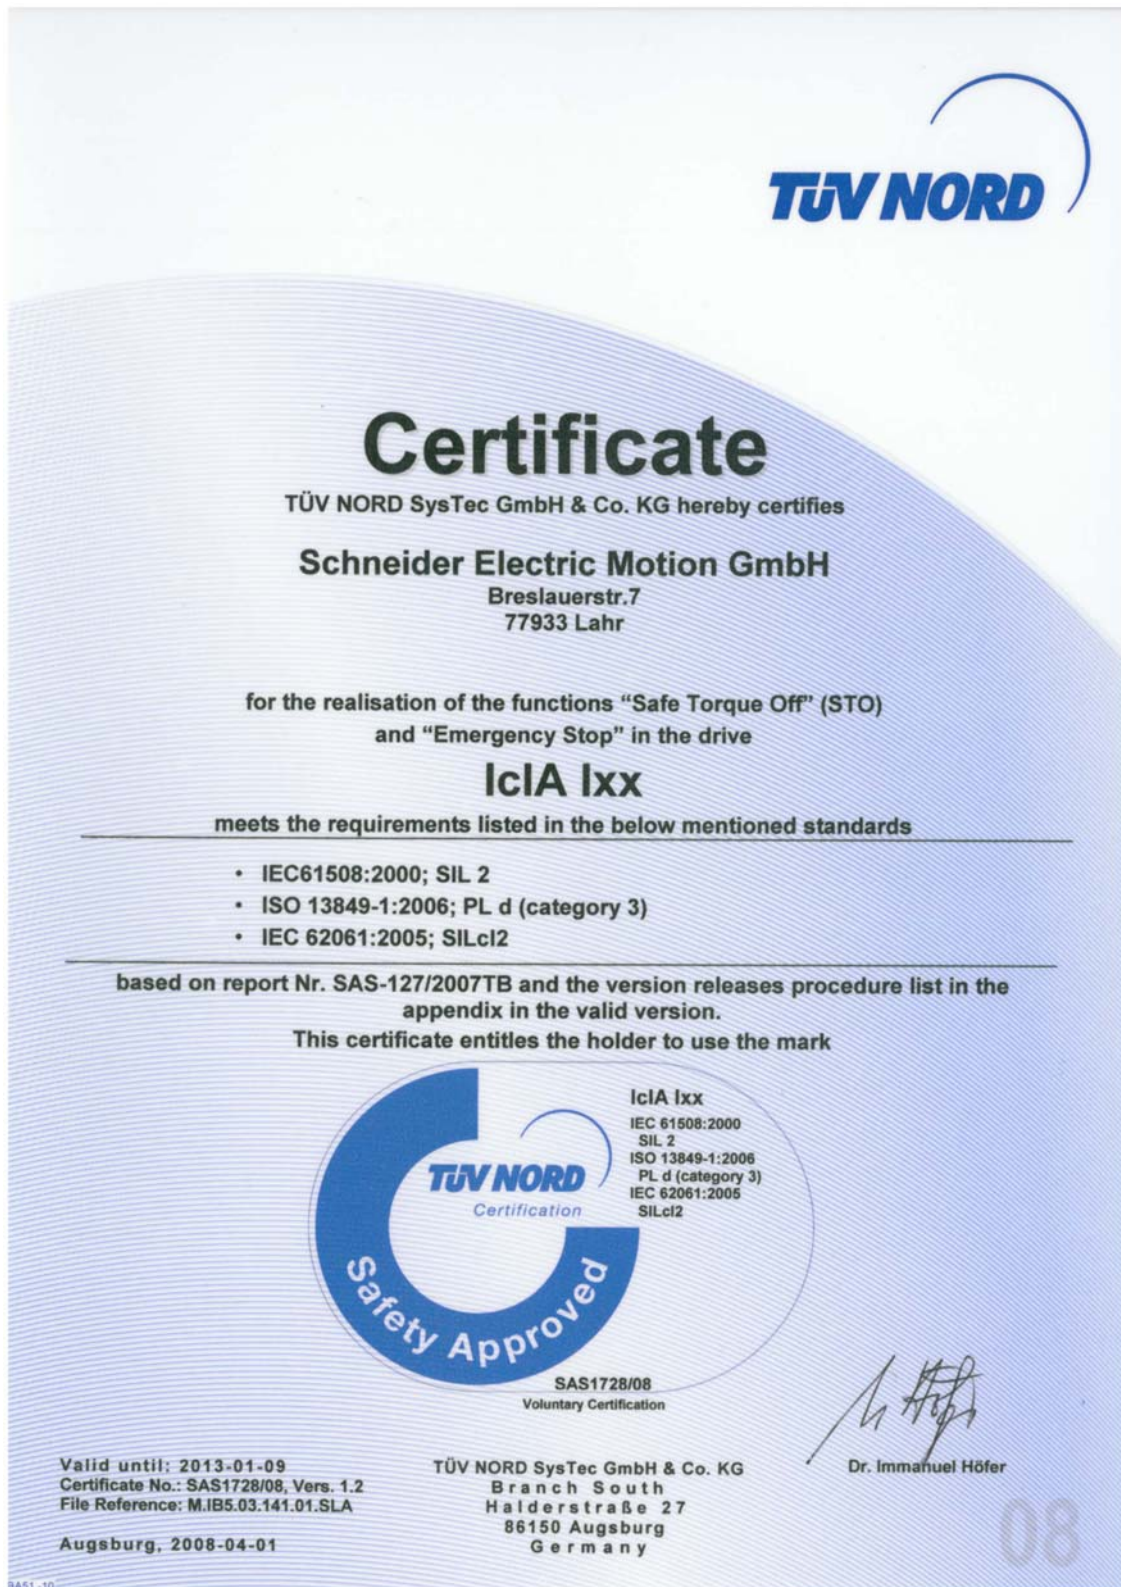 TÜV NORD
Certificate
TÜV NORD SysTec GmbH & Co. KG hereby certifies
Schneider Electric Motion GmbH
Breslauerstr.7
77933 Lahr
for the realisation of the functions “Safe Torque Off” (STO)
and “Emergency Stop” in the drive
IclA Ixx
meets the requirements listed in the below mentioned standards
• IEC61508:2000; SIL 2
• ISO 13849-1:2006; PL d (category 3)
• IEC 62061:2005; SILcl2
based on report Nr. SAS-127/2007TB and the version releases procedure list in the
appendix in the valid version.
This certificate entitles the holder to use the mark
IclA Ixx
IEC 61508:2000
SIL 2
ISO 13849-1:2006
PL d (category 3)
IEC 62061:2005
SILcl2
TÜV NORD
Certification
Safety Approved
SAS1728/08
Voluntary Certification
Valid until: 2013-01-09
Certificate No.: SAS1728/08, Vers. 1.2
File Reference: M.IB5.03.141.01.SLA
Augsburg, 2008-04-01
TÜV NORD SysTec GmbH & Co. KG
Branch South
Halderstraße 27
86150 Augsburg
Germany
Dr. Immanuel Höfer
08